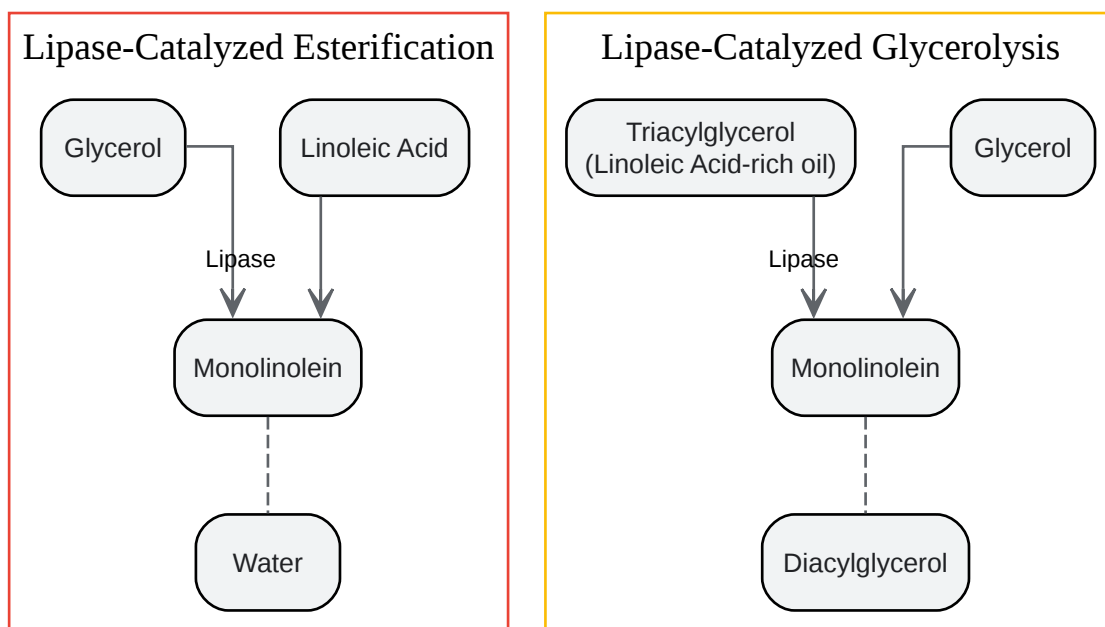 Lipase-Catalyzed Esterification
Glycerol
Linoleic Acid
Lipase
Monolinolein
Water
Lipase-Catalyzed Glycerolysis
Triacylglycerol
(Linoleic Acid-rich oil)
Glycerol
Lipase
Monolinolein
Diacylglycerol